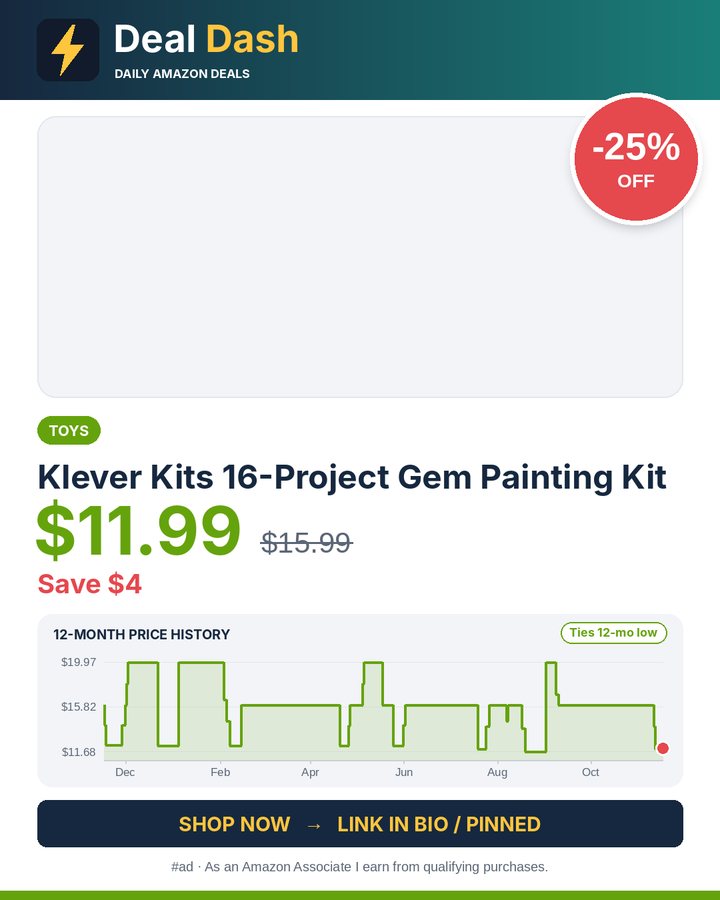 Deal Dash
DAILY AMAZON DEALS
-25%
OFF
TOYS
Klever Kits 16-Project Gem Painting Kit
$11.99 $15.99
Save $4
12-MONTH PRICE HISTORY
Ties 12-mo low
$19.97
$15.82
$11.68
Dec Feb Apr Jun Aug Oct
SHOP NOW → LINK IN BIO / PINNED
#ad · As an Amazon Associate I earn from qualifying purchases.